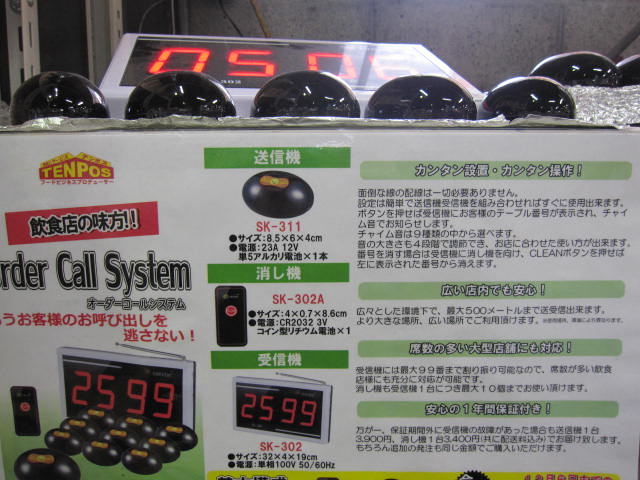 0506
302
TENPOS
フードビジネスプロデューサー
飲食店の味方!!
rder Call System
オーダーコールシステム
うお客様のお呼び出しを
逃さない!
2599
送信機
SK-311
●サイズ:8.5×6×4cm
●電源:23A 12V
単5アルカリ電池×1本
消し機
SK-302A
●サイズ:4×0.7×8.6cm
●電源:CR2032 3V
コイン型リチウム電池×1
受信機
2599
SK-302
●サイズ:32×4×19cm
●電源:単相100V 50/60Hz
カンタン設置・カンタン操作!
面倒な線の配線は一切必要ありません。
設定は簡単で送信機受信機を組み合わせればすぐに使用出来ます。
ボタンを押せば受信機にお客様のテーブル番号が表示され、チャイ
ム音でお知らせします。
チャイム音は9種類の中から選べます。
音の大きさも4段階で調節でき、お店に合わせた使い方が出来ます。
番号を消す場合は受信機に消し機を向け、CLEANボタンを押せば
左に表示された番号から消えます。
広い店内でも安心!
広々とした環境下で、最大500メートルまで送受信出来ます。
より大きな場所、広い場所でご利用頂けます。
席数の多い大型店舗にも対応!
受信機には最大99番まで割り振り可能なので、席数が多い飲食
店様にも充分に対応が可能です。
消し機も受信機1台につき最大10個までお使い頂けます。
安心の1年間保証付き!
万が一、保証期間外に受信機の故障があった場合も送信機1台
3,900円、消し機1台3,400円(共に配送料込み)でお届け致します。
もちろん追加の発注も同じ金額でご購入いただけます。